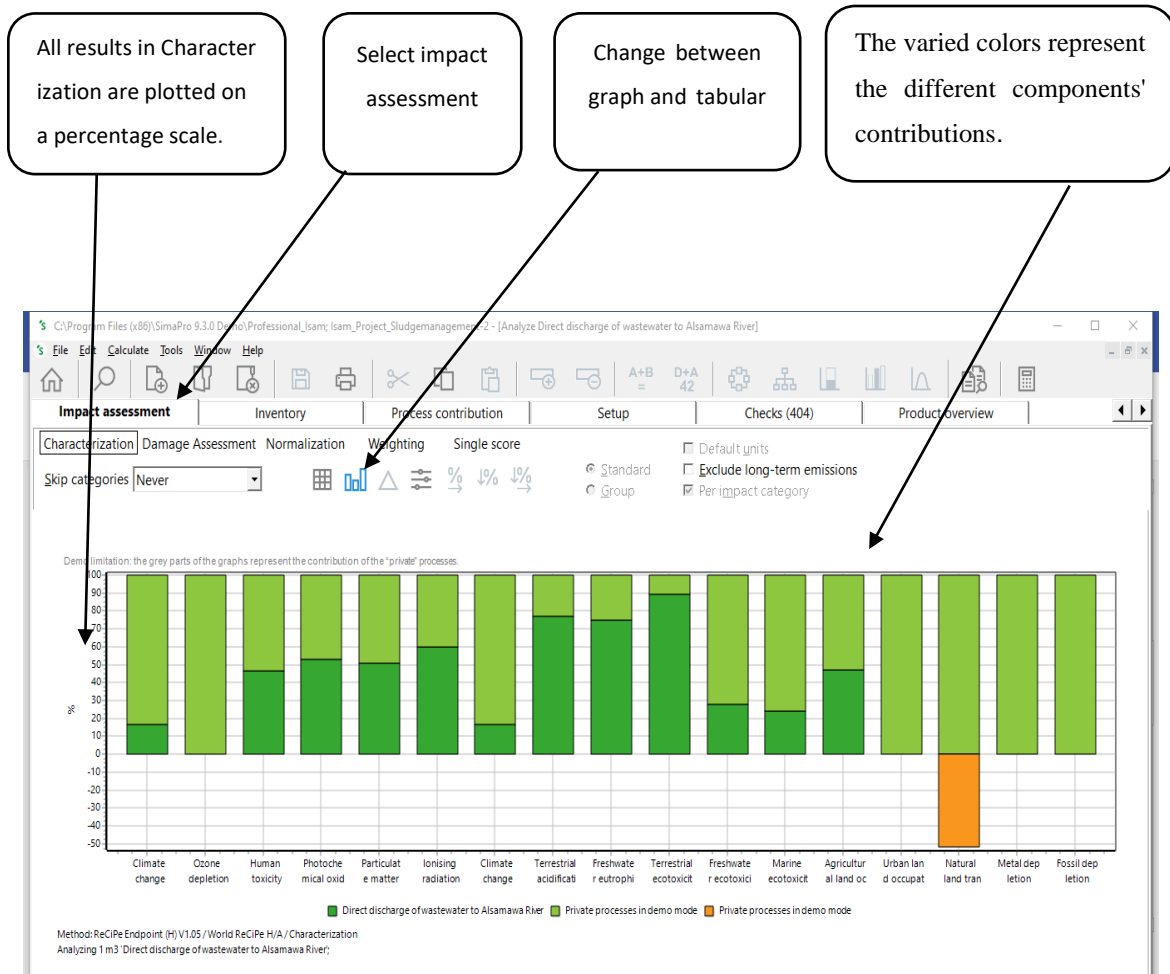 All results in Character
ization are plotted on
a percentage scale.
Select impact
assessment
Change between
graph and tabular
The varied colors represent
the different components'
contributions.
C:\Program Files (x86)\SimaPro 9.3.0 Demo\Professional_Isam; Isam_Project_Sludgemanagement-2 - [Analyze Direct discharge of wastewater to Alsamawa River]
File Edit Calculate Tools Window Help
A+B
=
D+A
42
Impact assessment Inventory Process contribution Setup Checks (404) Product overview
Characterization Damage Assessment Normalization Weighting Single score
Default units
Skip categories Never
Standard
Exclude long-term emissions
Group
Per impact category
Demo limitation: the grey parts of the graphs represent the contribution of the "private" processes.
100
90
80
70
60
50
40
30
20
10
0
-10
-20
-30
-40
-50
%
Climate change
Ozone depletion
Human toxicity
Photoche mical oxid
Particulat e matter
Ionising radiation
Climate change
Terrestrial acidificati
Freshwate r eutrophi
Terrestrial ecotoxicit
Freshwate r ecotoxici
Marine ecotoxicit
Agricultur al land oc
Urban lan d occupat
Natural land tran
Metal dep letion
Fossil dep letion
Direct discharge of wastewater to Alsamawa River Private processes in demo mode Private processes in demo mode
Method: ReCiPe Endpoint (H) V1.05 / World ReCiPe H/A / Characterization
Analyzing 1 m3 'Direct discharge of wastewater to Alsamawa River';